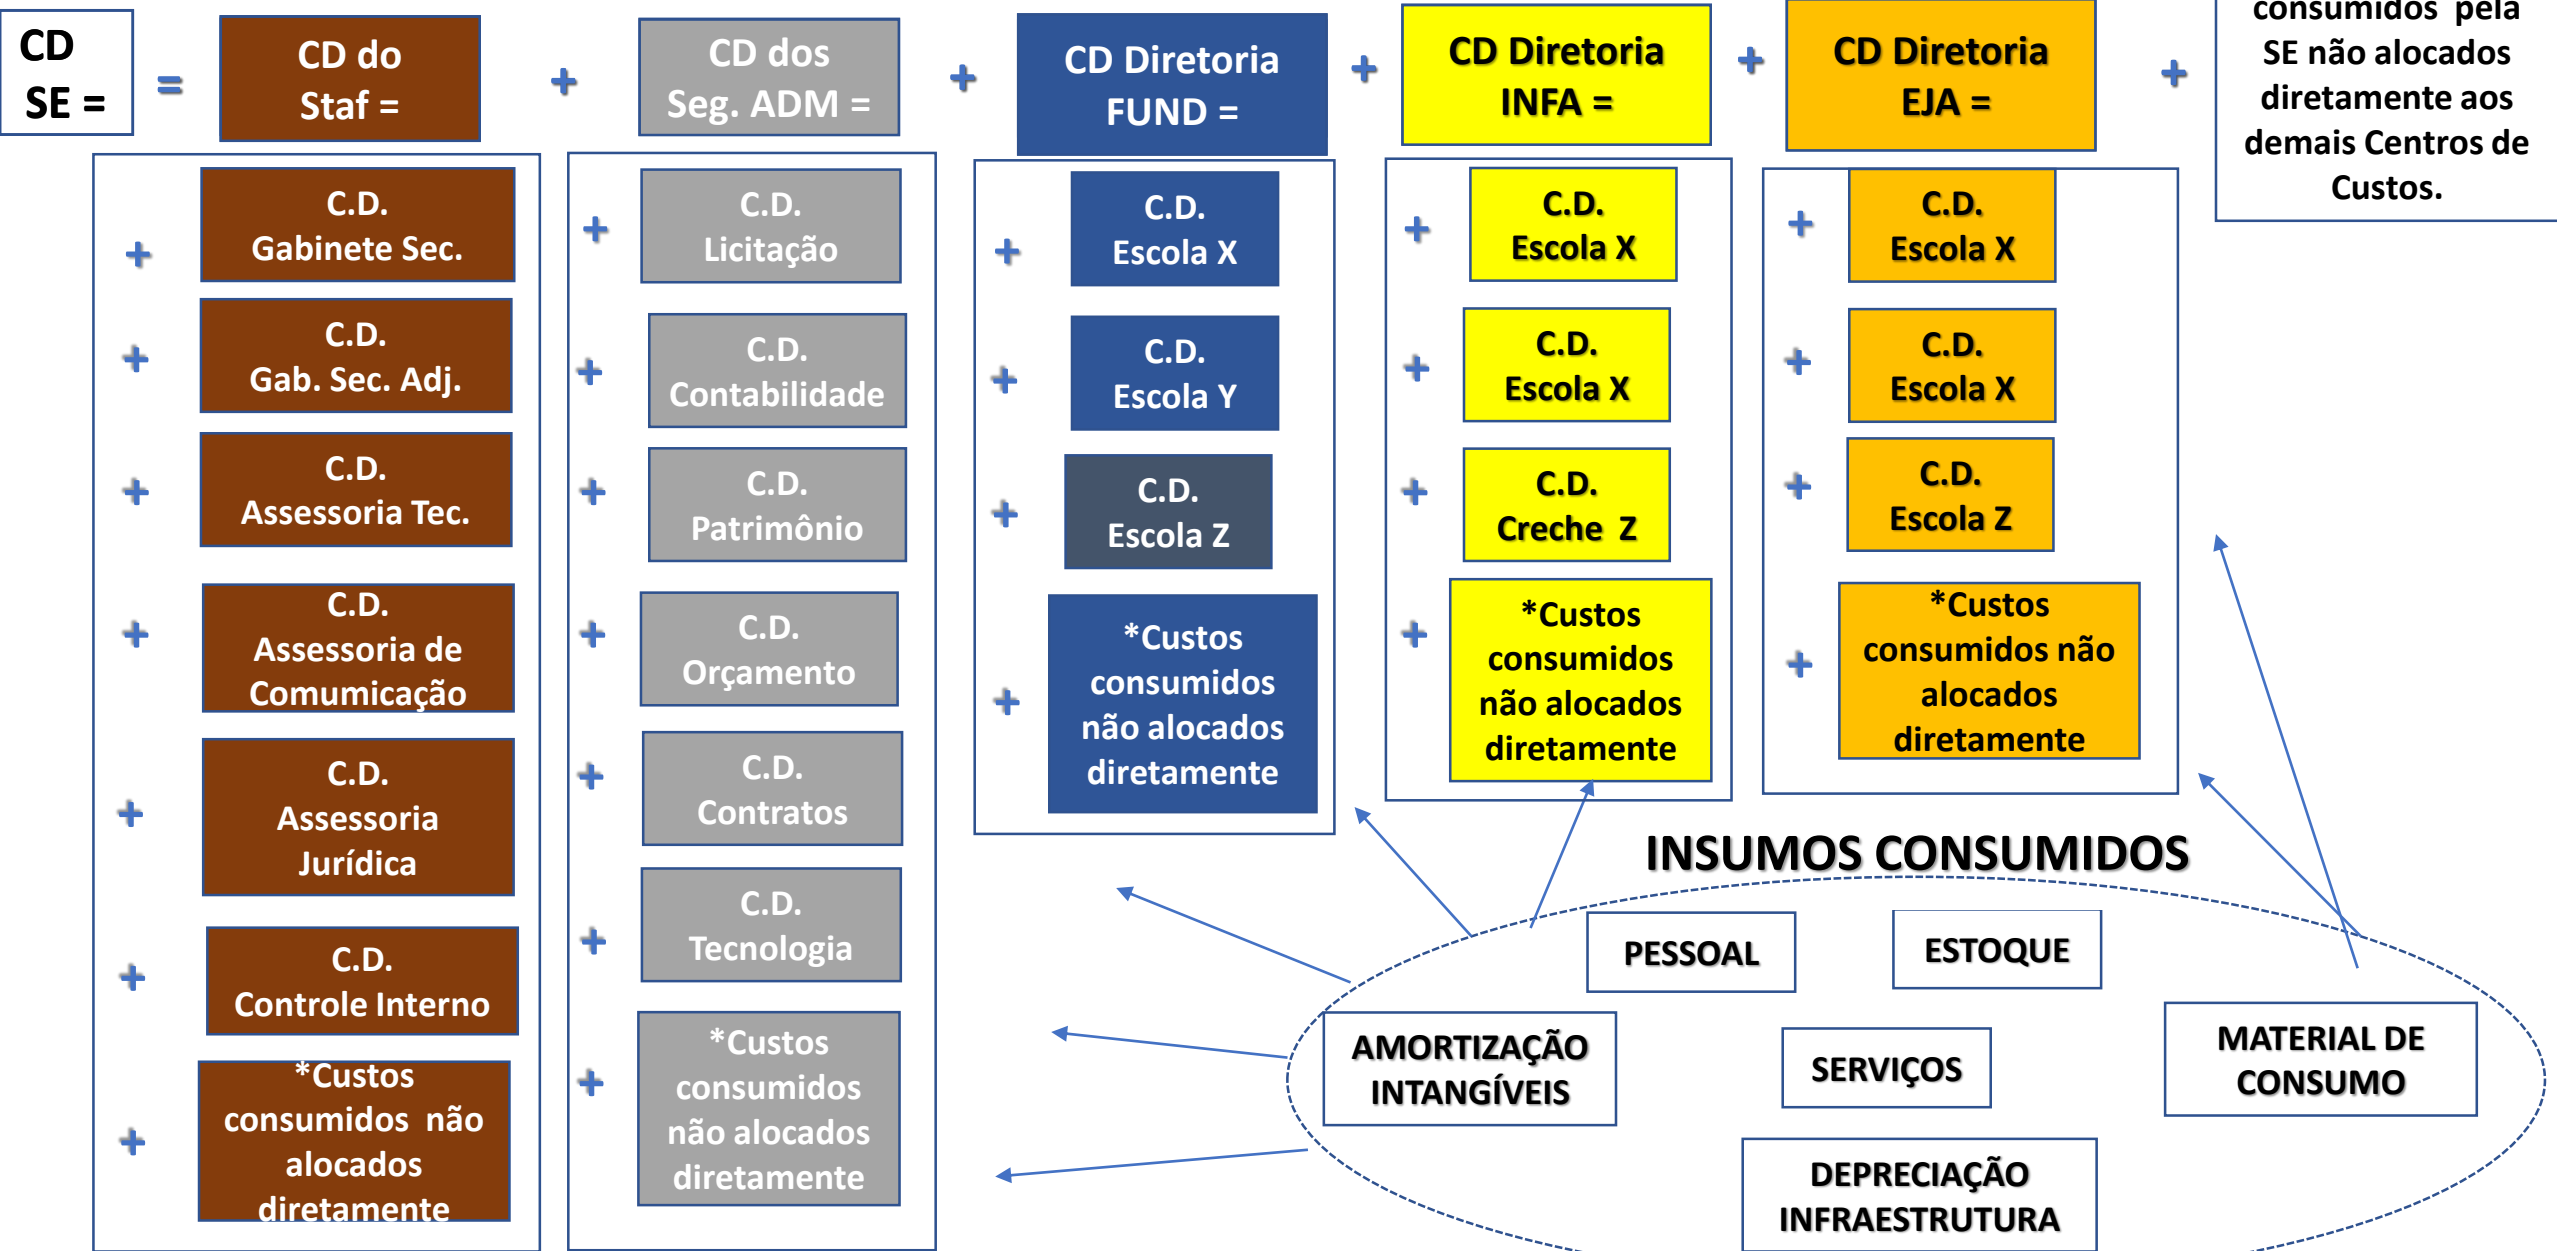 CD
SE =
=
CD do
Staf =
+
CD dos
Seg. ADM =
+
CD Diretoria
FUND =
+
CD Diretoria
INFA =
+
CD Diretoria
EJA =
+
consumidos pela
SE não alocados
diretamente aos
demais Centros de
Custos.
+
C.D.
Gabinete Sec.
+
C.D.
Gab. Sec. Adj.
+
C.D.
Assessoria Tec.
+
C.D.
Assessoria de
Comumicação
+
C.D.
Assessoria
Jurídica
+
C.D.
Controle Interno
+
*Custos
consumidos não
alocados
diretamente
+
C.D.
Licitação
+
C.D.
Contabilidade
+
C.D.
Patrimônio
+
C.D.
Orçamento
+
C.D.
Contratos
+
C.D.
Tecnologia
+
*Custos
consumidos
não alocados
diretamente
+
C.D.
Escola X
+
C.D.
Escola Y
+
C.D.
Escola Z
+
*Custos
consumidos
não alocados
diretamente
+
C.D.
Escola X
+
C.D.
Escola X
+
C.D.
Creche Z
+
*Custos
consumidos
não alocados
diretamente
+
C.D.
Escola X
+
C.D.
Escola X
+
C.D.
Escola Z
+
*Custos
consumidos não
alocados
diretamente
INSUMOS CONSUMIDOS
PESSOAL
ESTOQUE
AMORTIZAÇÃO
INTANGÍVEIS
SERVIÇOS
MATERIAL DE
CONSUMO
DEPRECIAÇÃO
INFRAESTRUTURA